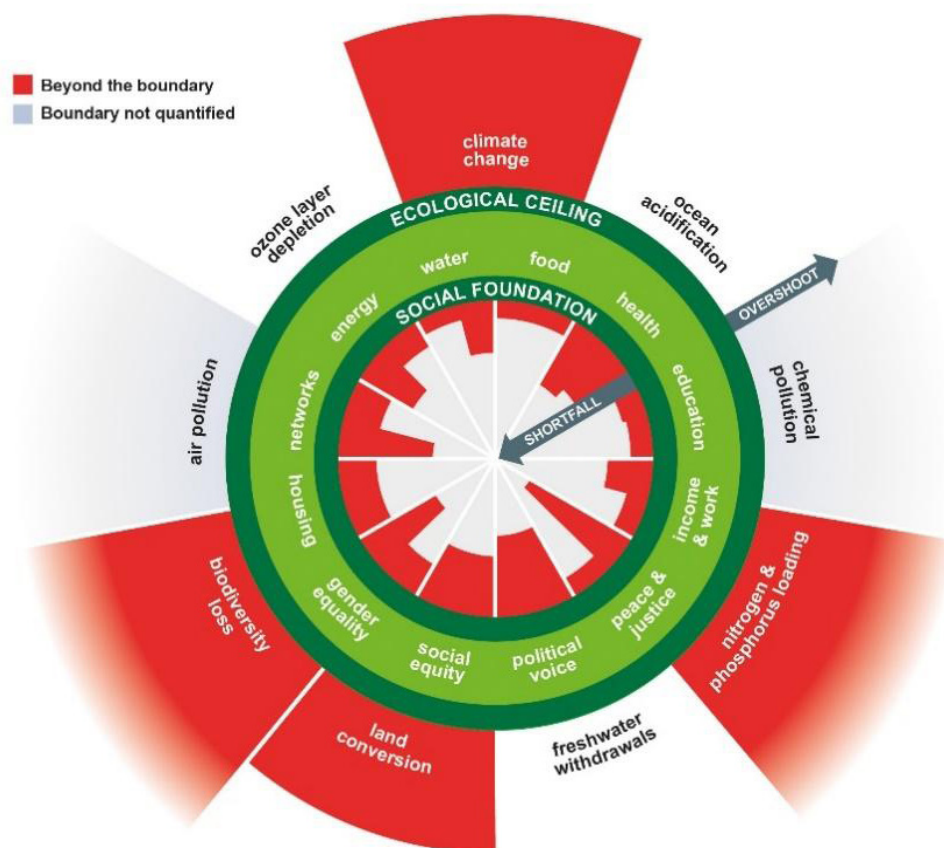 Beyond the boundary
Boundary not quantified
climate
change
ozone layer
depletion
ocean
acidification
ECOLOGICAL CEILING
OVERSHOOT
water
food
energy
health
SOCIAL FOUNDATION
networks
education
SHORTFALL
air pollution
chemical
pollution
housing
income
& work
gender
equality
peace &
justice
social
equity
political
voice
biodiversity
loss
nitrogen &
phosphorus loading
land
conversion
freshwater
withdrawals